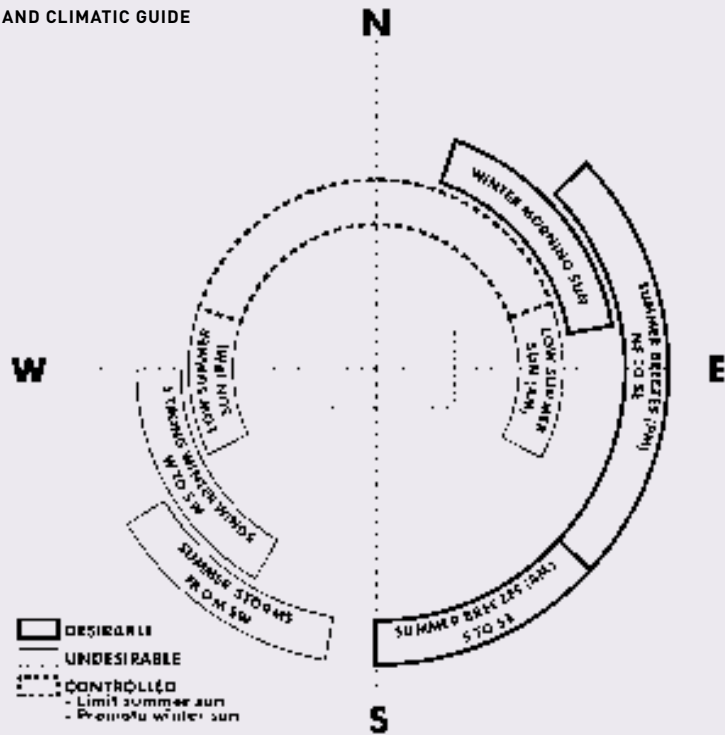 AND CLIMATIC GUIDE
N
WINTER MORNING SUN
SUMMER BREEZES (PM)
NE TO SE
LOW SUMMER
SUN (AM)
LOW SUMMER
SUN (PM)
W
E
STRONG WINTER WINDS
W TO SW
SUMMER STORMS
FROM SW
SUMMER BREEZES (AM)
S TO SE
DESIRABLE
UNDESIRABLE
CONTROLLED
- Limit summer sun
- Promote winter sun
S